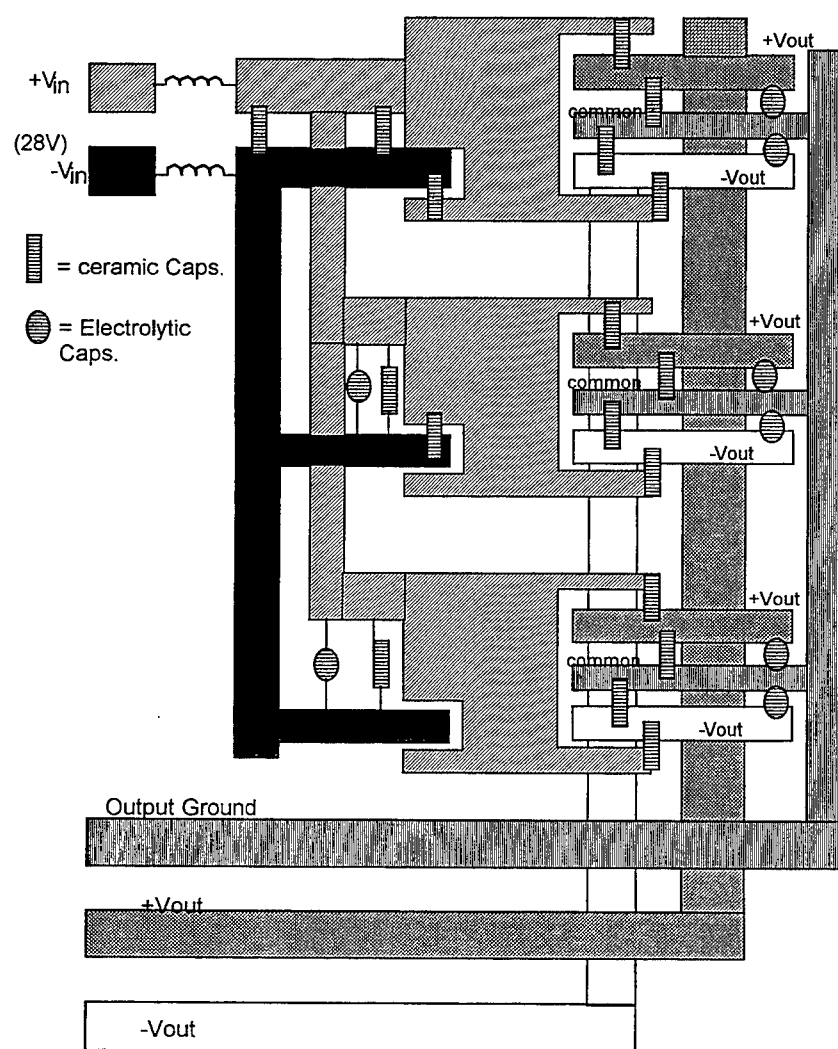 +Vout
+Vin
common
(28V)
-Vin
-Vout
= ceramic Caps.
= Electrolytic
Caps.
+Vout
common
-Vout
+Vout
common
-Vout
Output Ground
+Vout
-Vout